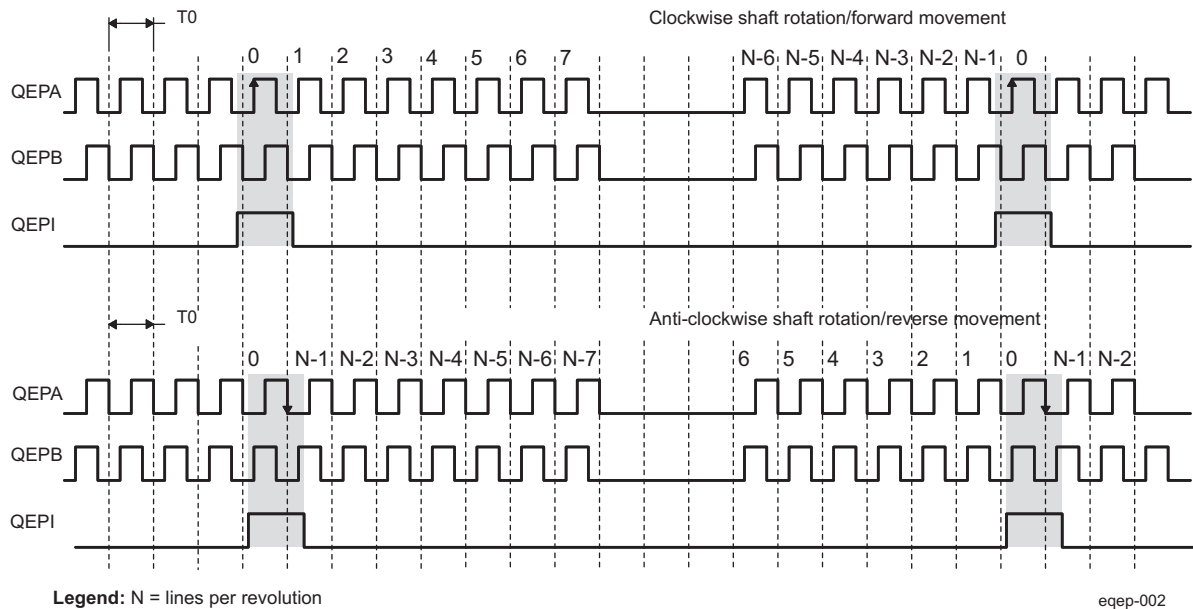 T0
Clockwise shaft rotation/forward movement
0 1 2 3 4 5 6 7 N-6 N-5 N-4 N-3 N-2 N-1 0
QEPA
QEPB
QEPI
T0
Anti-clockwise shaft rotation/reverse movement
0 N-1 N-2 N-3 N-4 N-5 N-6 N-7 6 5 4 3 2 1 0 N-1 N-2
QEPA
QEPB
QEPI
Legend: N = lines per revolution
eqep-002